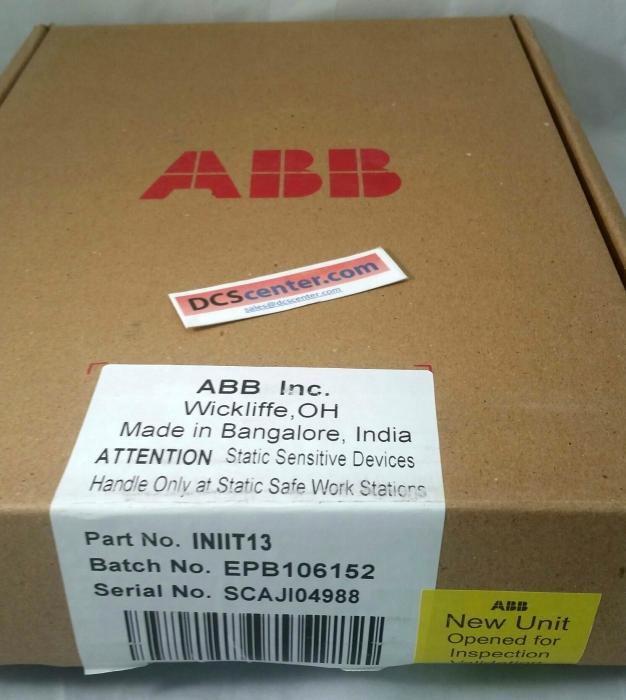 ABB
DCScenter.com
sales@dcscenter.com
ABB Inc.
Wickliffe,OH
Made in Bangalore, India
ATTENTION Static Sensitive Devices
Handle Only at Static Safe Work Stations
Part No. INIIT13
Batch No. EPB106152
Serial No. SCAJI04988
ABB
New Unit
Opened for
Inspection